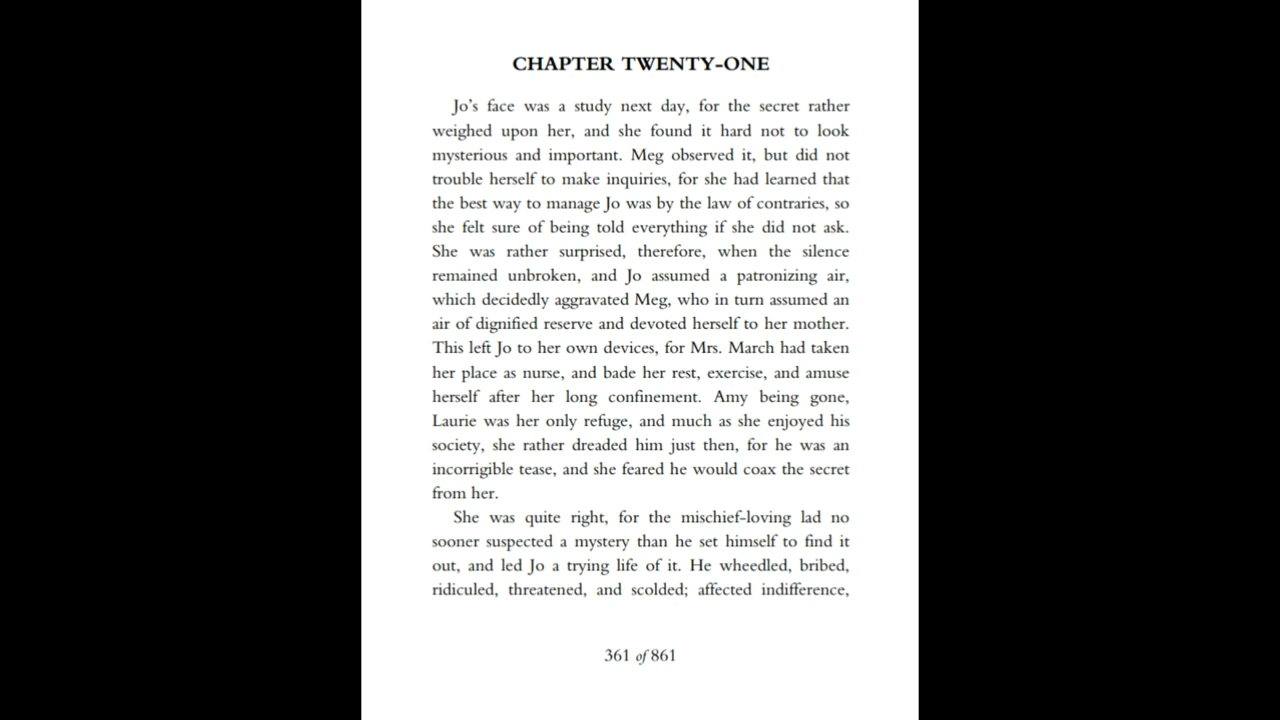 CHAPTER TWENTY-ONE
Jo’s face was a study next day, for the secret rather
weighed upon her, and she found it hard not to look
mysterious and important. Meg observed it, but did not
trouble herself to make inquiries, for she had learned that
the best way to manage Jo was by the law of contraries, so
she felt sure of being told everything if she did not ask.
She was rather surprised, therefore, when the silence
remained unbroken, and Jo assumed a patronizing air,
which decidedly aggravated Meg, who in turn assumed an
air of dignified reserve and devoted herself to her mother.
This left Jo to her own devices, for Mrs. March had taken
her place as nurse, and bade her rest, exercise, and amuse
herself after her long confinement. Amy being gone,
Laurie was her only refuge, and much as she enjoyed his
society, she rather dreaded him just then, for he was an
incorrigible tease, and she feared he would coax the secret
from her.
She was quite right, for the mischief-loving lad no
sooner suspected a mystery than he set himself to find it
out, and led Jo a trying life of it. He wheedled, bribed,
ridiculed, threatened, and scolded; affected indifference,
361 of 861